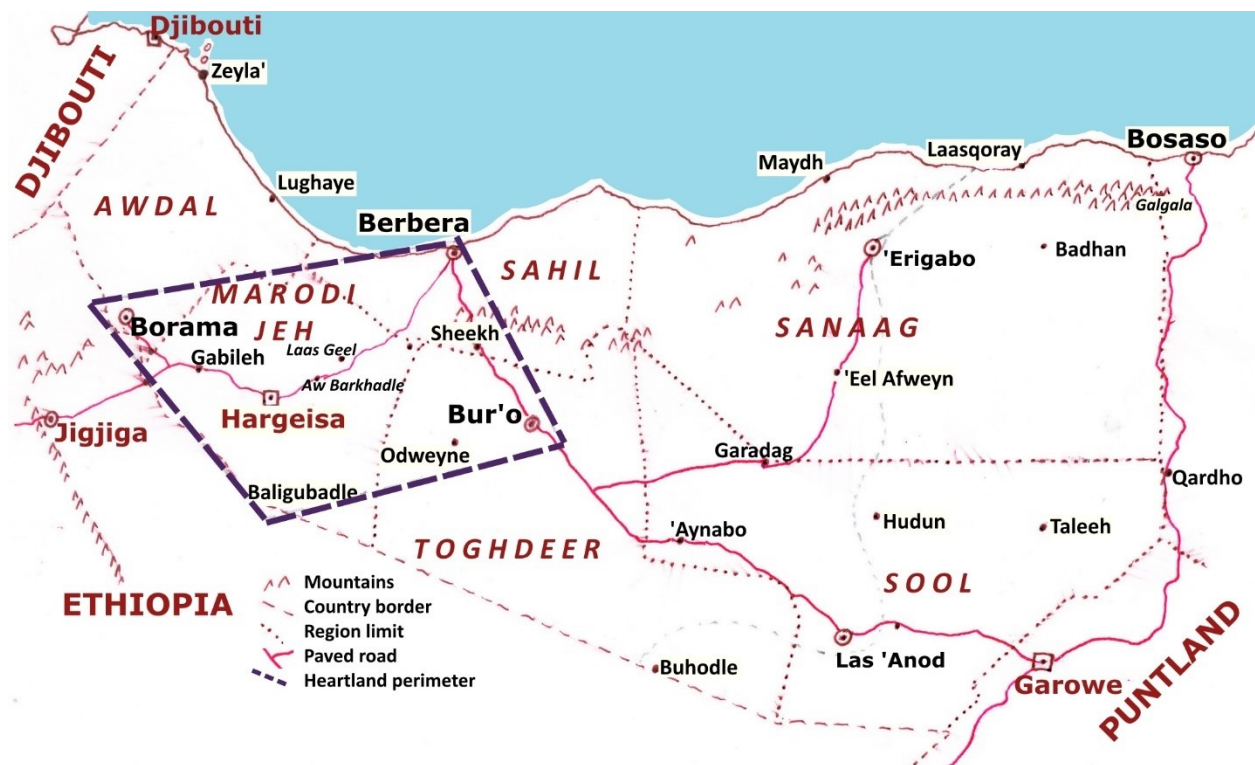 Djibouti
Zeyla'
DJIBOUTI
Lughaye
AWDAL
Berbera
Maydh
Laasqoray
Bosaso
Galgala
SAHIL
'Erigabo
Badhan
MARODI
JEH
Borama
Gabileh
Laas Geel
Aw Barkhadle
Sheekh
SANAAG
'Eel Afweyn
Hargeisa
Jigjiga
Bur'o
Odweyne
Garadag
Qardho
Baligubadle
Hudun
Taleeh
TOGHDEER
'Aynabo
SOOL
ETHIOPIA
Mountains
Country border
Region limit
Paved road
Heartland perimeter
Buhodle
Las 'Anod
Garowe
PUNTLAND